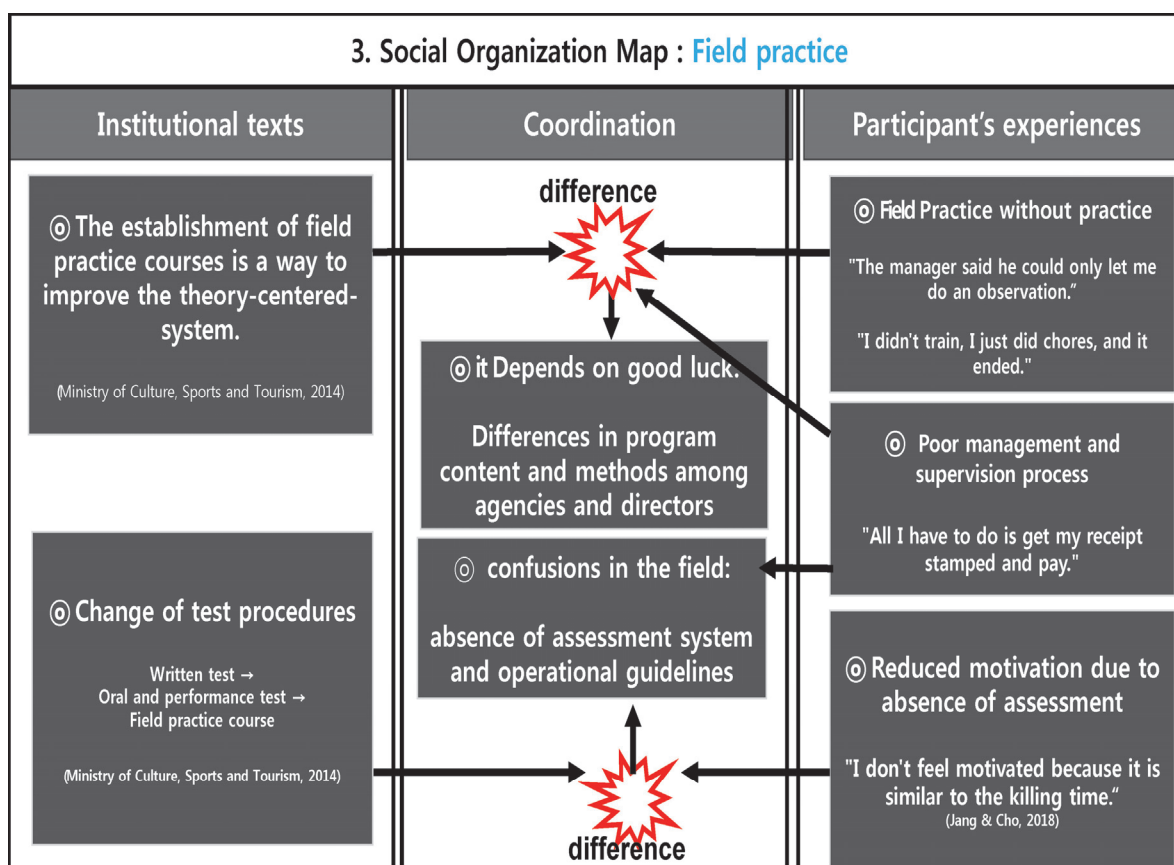 3. Social Organization Map : Field practice
Institutional texts
◎ The establishment of field
practice courses is a way to
improve the theory-centered-
system.
(Ministry of Culture, Sports and Tourism, 2014)
◎ Change of test procedures
Written test →
Oral and performance test →
Field practice course
(Ministry of Culture, Sports and Tourism, 2014)
Coordination
difference
◎ it Depends on good luck:
Differences in program
content and methods among
agencies and directors
◎ confusions in the field:
absence of assessment system
and operational guidelines
difference
Participant's experiences
◎ Field Practice without practice
"The manager said he could only let me
do an observation.”
"I didn't train, I just did chores, and it
ended."
◎ Poor management and
supervision process
"All I have to do is get my receipt
stamped and pay."
◎ Reduced motivation due to
absence of assessment
"I don't feel motivated because it is
similar to the killing time.“
(Jang & Cho, 2018)